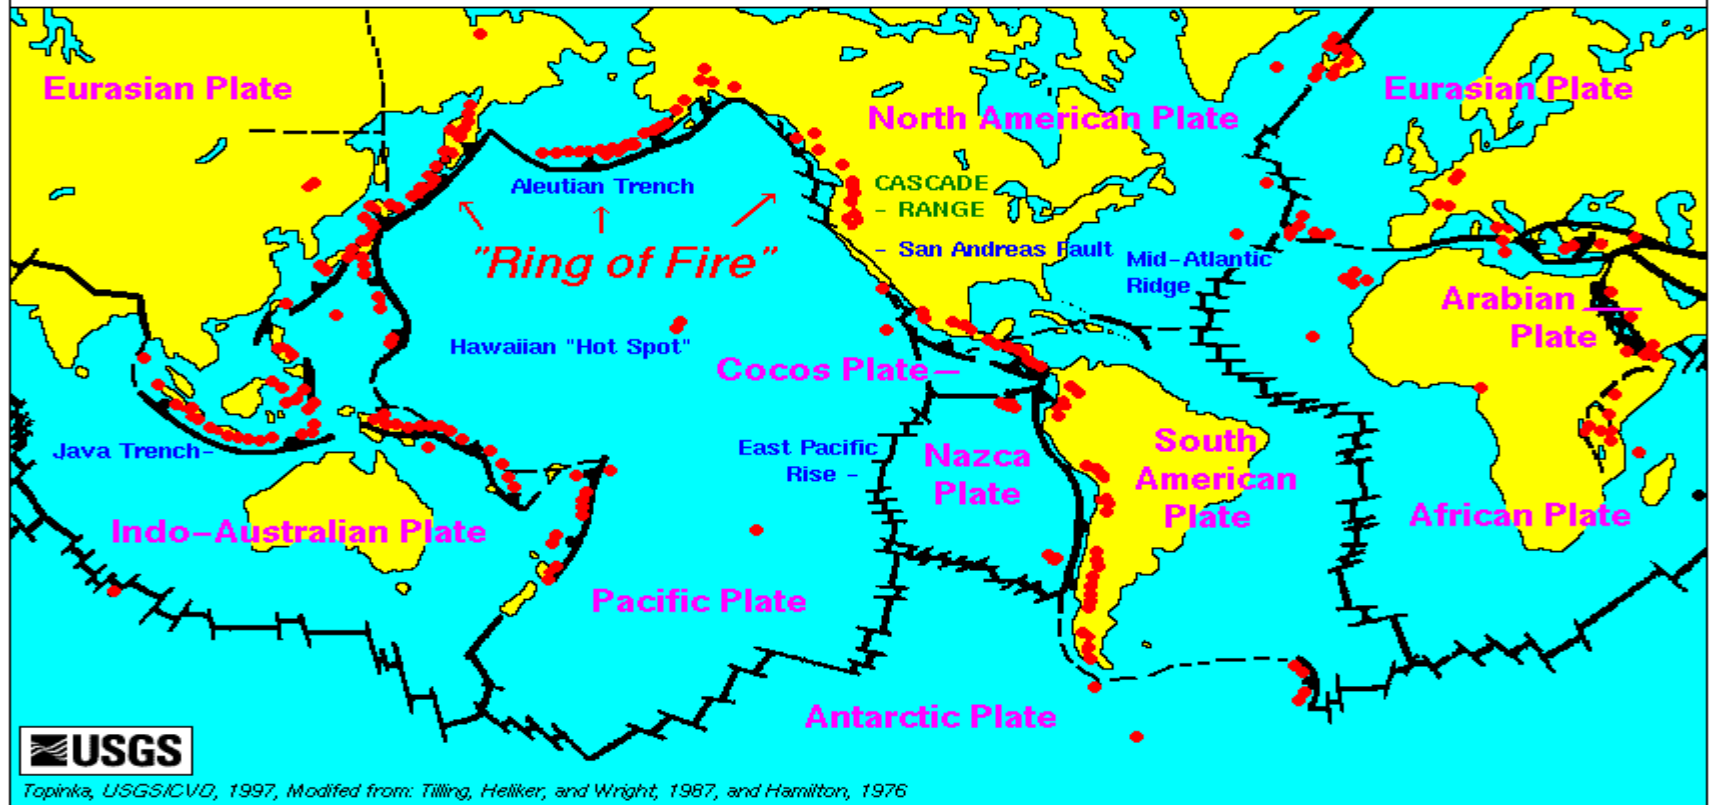 Eurasian Plate
Eurasian Plate
North American Plate
Aleutian Trench
CASCADE
- RANGE
"Ring of Fire"
- San Andreas Fault
Mid-Atlantic
Ridge
Arabian
Plate
Hawaiian "Hot Spot"
Cocos Plate
Java Trench-
East Pacific
Rise -
Nazca
Plate
South
American
Plate
Indo-Australian Plate
African Plate
Pacific Plate
Antarctic Plate
USGS
Topinka, USGS/CVO, 1997, Modifed from: Tilling, Heliker, and Wright, 1987, and Hamilton, 1976